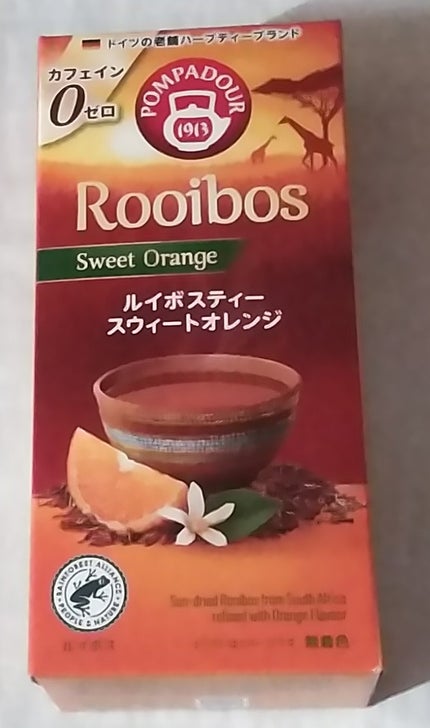 ドイツの老舗ハーブティーブランド
カフェイン
0ゼロ
POMPADOUR
1913
Rooibos
Sweet Orange
ルイボスティー
スウィートオレンジ
RAINFOREST ALLIANCE
PEOPLE & NATURE
Sun-dried Rooibos from South Africa
refined with Orange Flavour
無着色